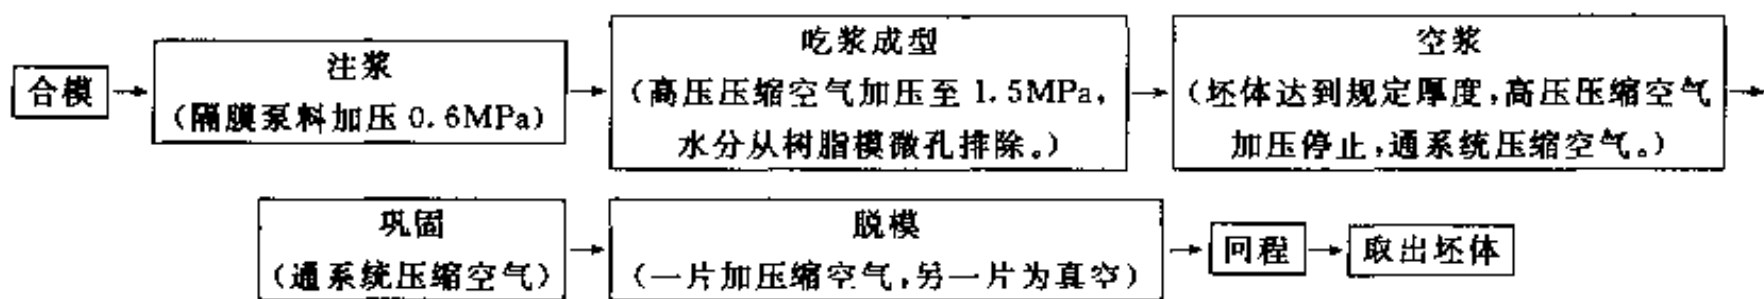 合模
注浆
(隔膜泵料加压 0.6MPa)
吃浆成型
(高压压缩空气加压至 1.5MPa,
水分从树脂模微孔排除。)
空浆
(坯体达到规定厚度,高压压缩空气
加压停止,通系统压缩空气。)
巩固
(通系统压缩空气)
脱模
(一片加压缩空气,另一片为真空)
回程
取出坯体